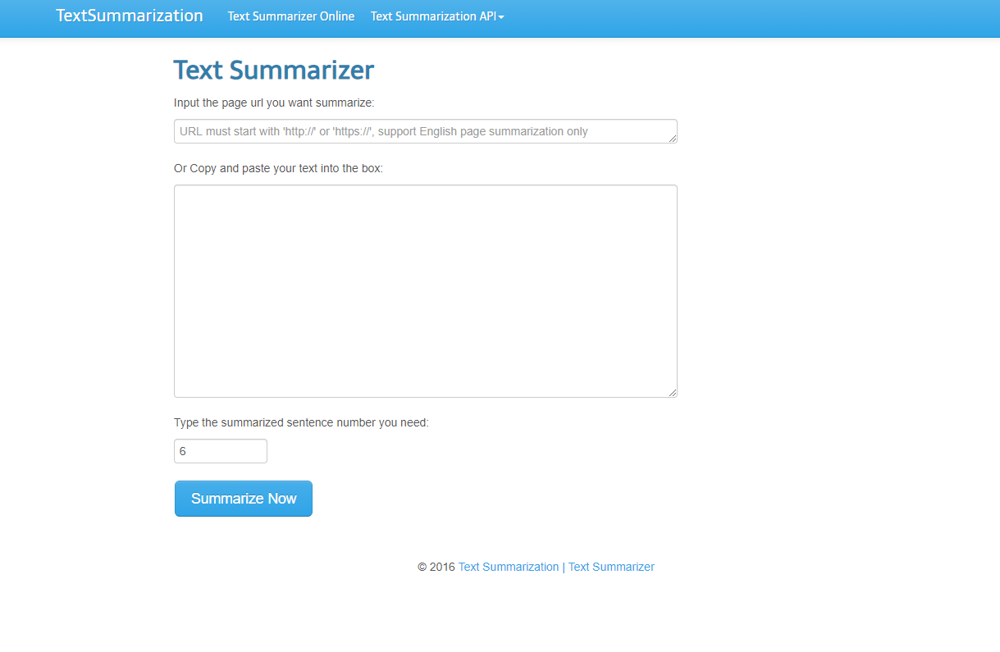 TextSummarization Text Summarizer Online Text Summarization API
Text Summarizer
Input the page url you want summarize:
URL must start with 'http://' or 'https://', support English page summarization only
Or Copy and paste your text into the box:
Type the summarized sentence number you need:
6
Summarize Now
© 2016 Text Summarization | Text Summarizer